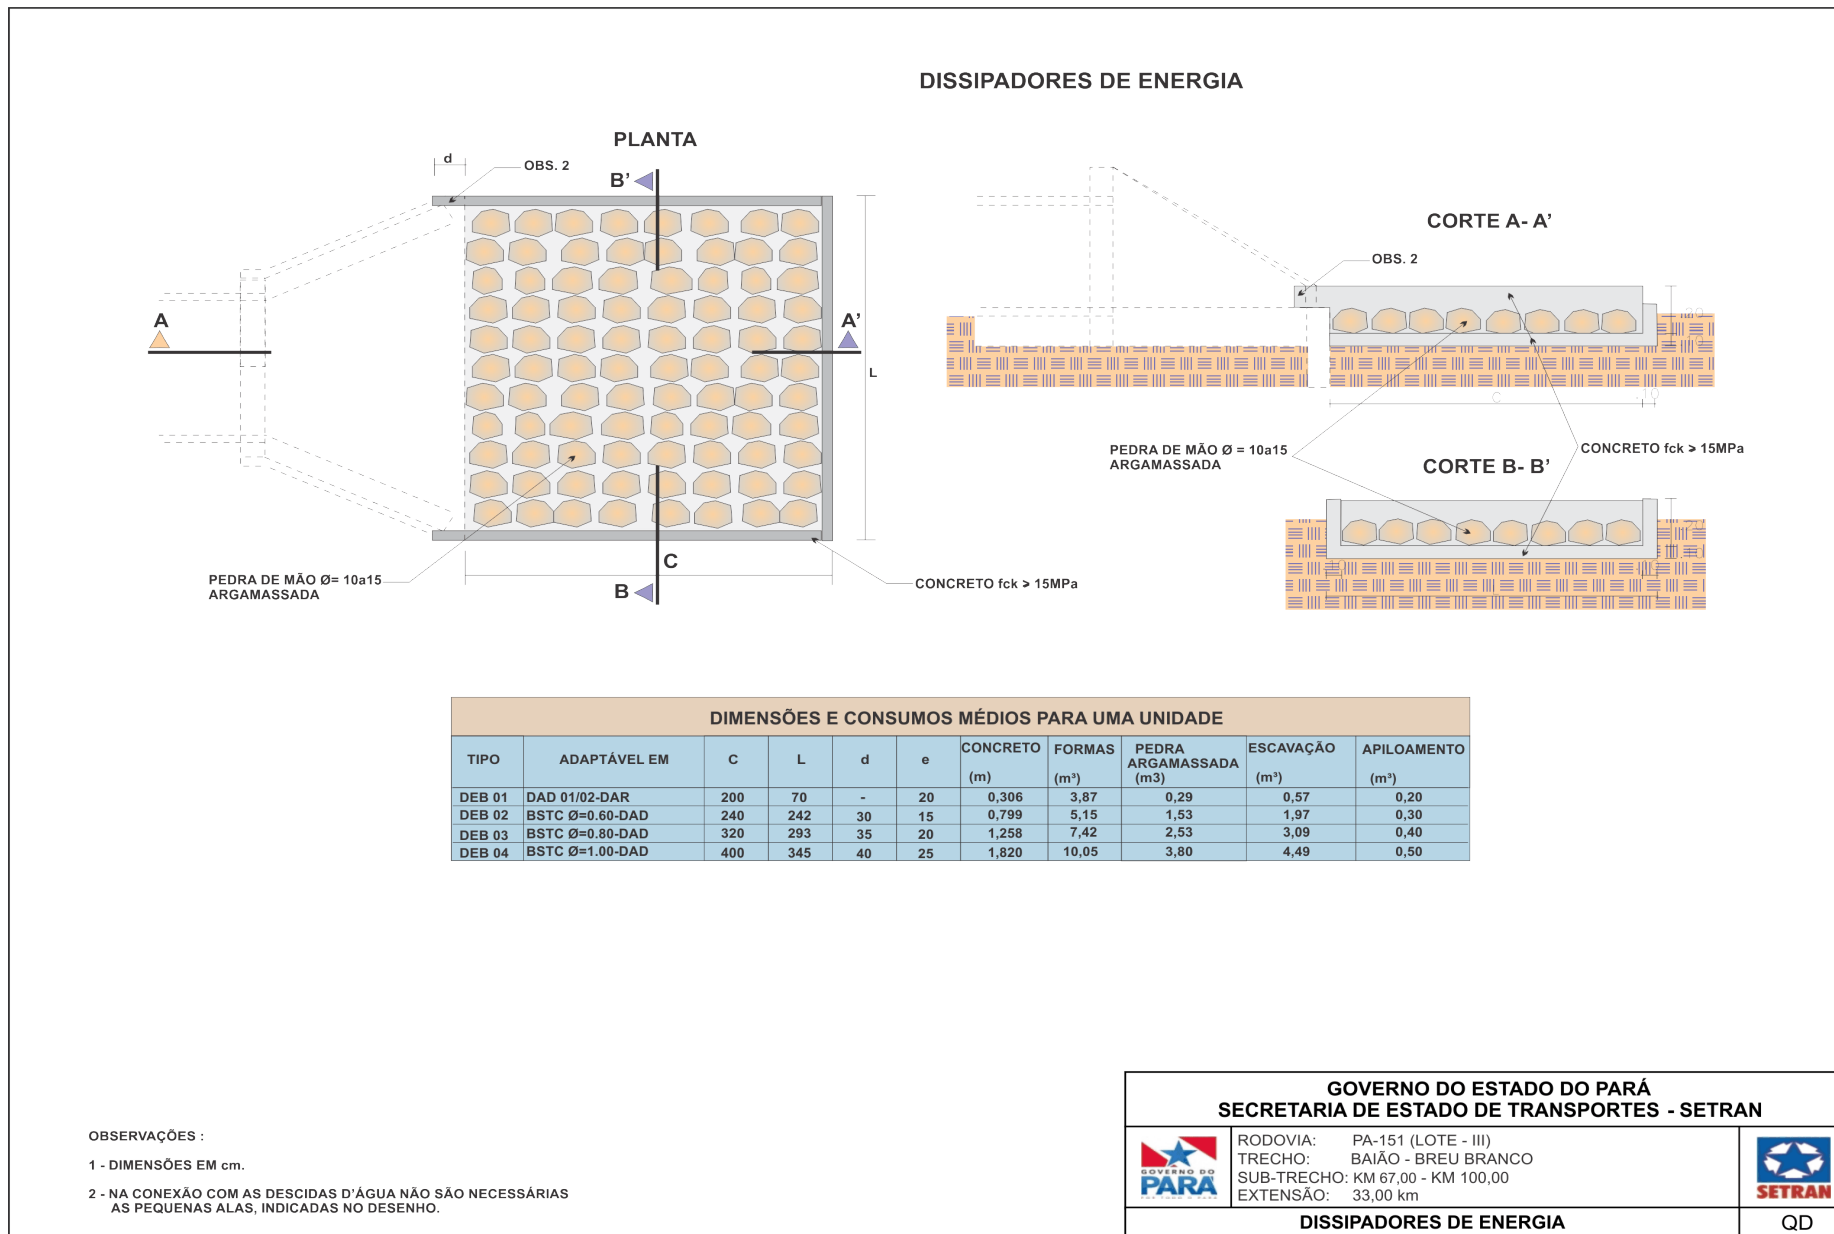 DISSIPADORES DE ENERGIA
PLANTA
d
OBS. 2
B'
A
A'
L
C
B
PEDRA DE MÃO Ø= 10a15
ARGAMASSADA
CONCRETO fck > 15MPa
CORTE A- A'
OBS. 2
C
.10
PEDRA DE MÃO Ø = 10a15
ARGAMASSADA
CONCRETO fck > 15MPa
CORTE B- B'
DIMENSÕES E CONSUMOS MÉDIOS PARA UMA UNIDADE
TIPO ADAPTÁVEL EM C L d e CONCRETO (m) FORMAS (m³) PEDRA ARGAMASSADA (m3) ESCAVAÇÃO (m³) APILOAMENTO (m³)
DEB 01 DAD 01/02-DAR 200 70 - 20 0,306 3,87 0,29 0,57 0,20
DEB 02 BSTC Ø=0.60-DAD 240 242 30 15 0,799 5,15 1,53 1,97 0,30
DEB 03 BSTC Ø=0.80-DAD 320 293 35 20 1,258 7,42 2,53 3,09 0,40
DEB 04 BSTC Ø=1.00-DAD 400 345 40 25 1,820 10,05 3,80 4,49 0,50
OBSERVAÇÕES :
1 - DIMENSÕES EM cm.
2 - NA CONEXÃO COM AS DESCIDAS D'ÁGUA NÃO SÃO NECESSÁRIAS
AS PEQUENAS ALAS, INDICADAS NO DESENHO.
GOVERNO DO ESTADO DO PARÁ
SECRETARIA DE ESTADO DE TRANSPORTES - SETRAN
GOVERNO DO
PARÁ
RODOVIA: PA-151 (LOTE - III)
TRECHO: BAIÃO - BREU BRANCO
SUB-TRECHO: KM 67,00 - KM 100,00
EXTENSÃO: 33,00 km
SETRAN
DISSIPADORES DE ENERGIA
QD